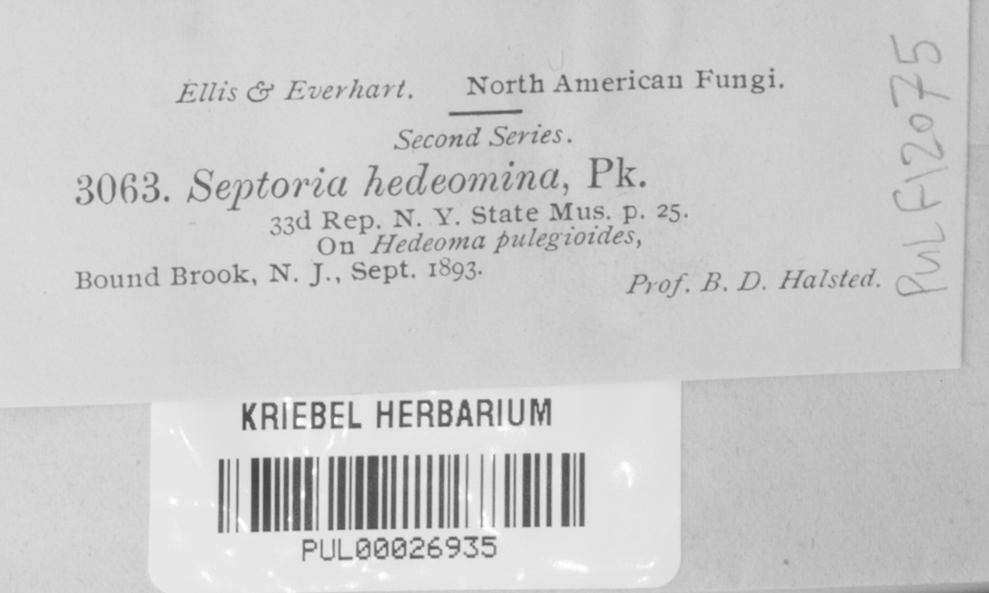 Ellis & Everhart. North American Fungi.
Second Series.
3063. Septoria hedeomina, Pk.
33d Rep. N. Y. State Mus. p. 25.
On Hedeoma pulegioides,
Bound Brook, N. J., Sept. 1893.
Prof. B. D. Halsted.
PUL F12075
KRIEBEL HERBARIUM
PUL00026935